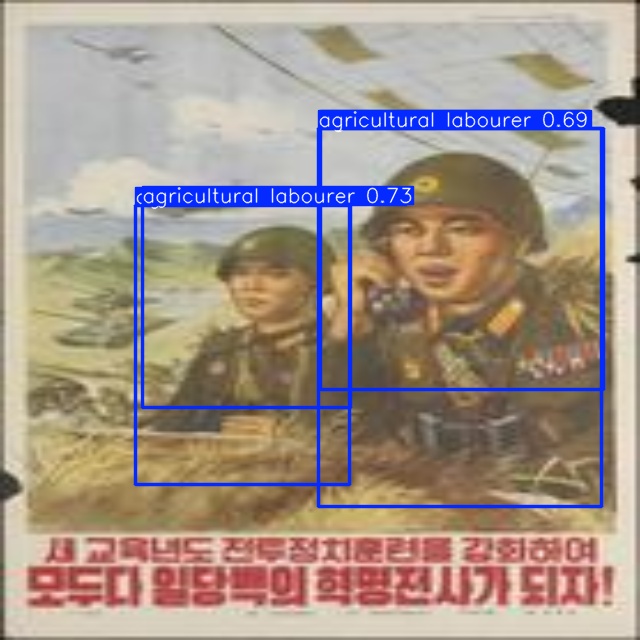 agricultural labourer 0.69
agricultural labourer 0.73
새 교육년도 전투정치훈련을 강화하여
모두다 일당백의 혁명전사가 되자!